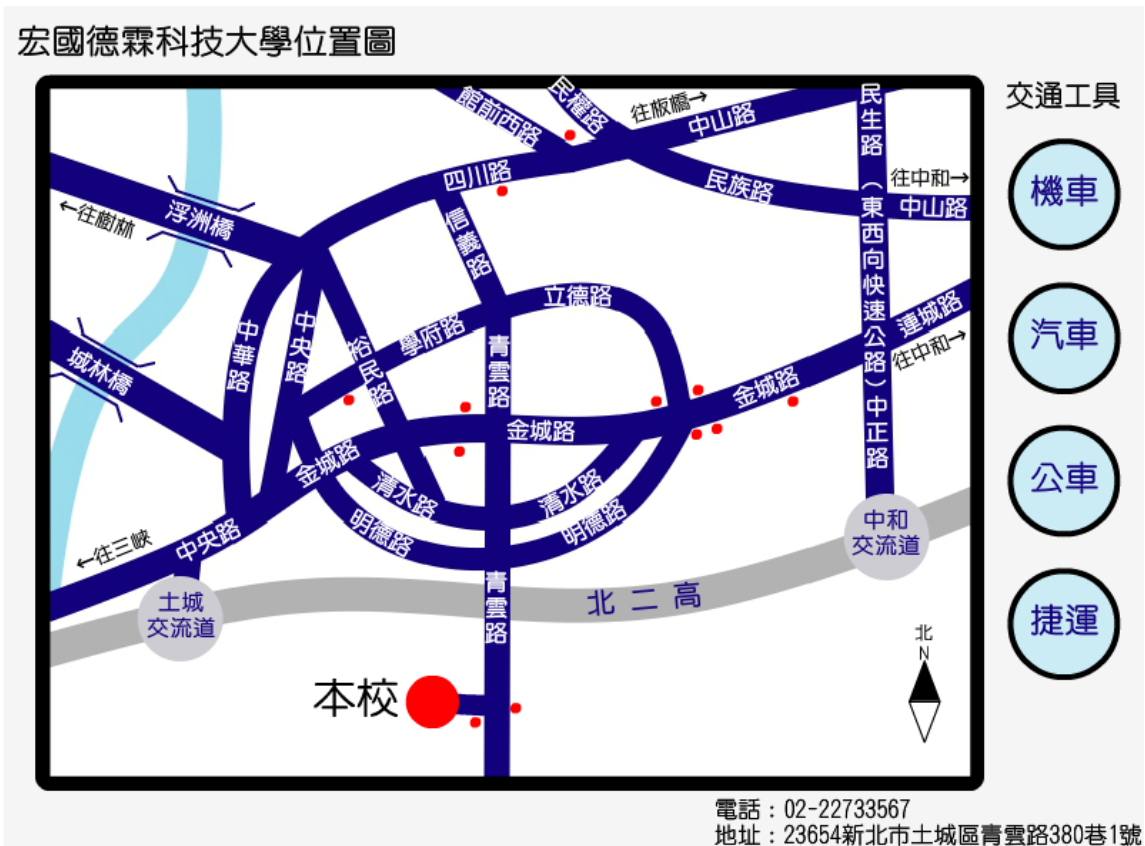 宏國德霖科技大學位置圖
交通工具
機車
汽車
公車
捷運
館前西路
民權路
往板橋→
中山路
民生路(東西向快速公路)中正路
四川路
民族路
往中和→
中山路
浮洲橋
←往樹林
信義路
立德路
學府路
中華路
中央路
裕民路
青雲路
連城路
往中和→
城林橋
金城路
金城路
金城路
清水路
清水路
明德路
明德路
中央路
←往三峽
中和
交流道
土城
交流道
北二高
青雲路
本校
北
N
電話:02-22733567
地址:23654新北市土城區青雲路380巷1號